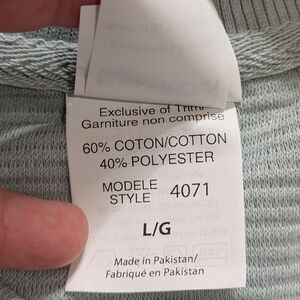 Exclusive of Trim/
Garniture non comprise
60% COTON/COTTON
40% POLYESTER
MODELE
STYLE 4071
L/G
Made in Pakistan/
Fabriqué en Pakistan